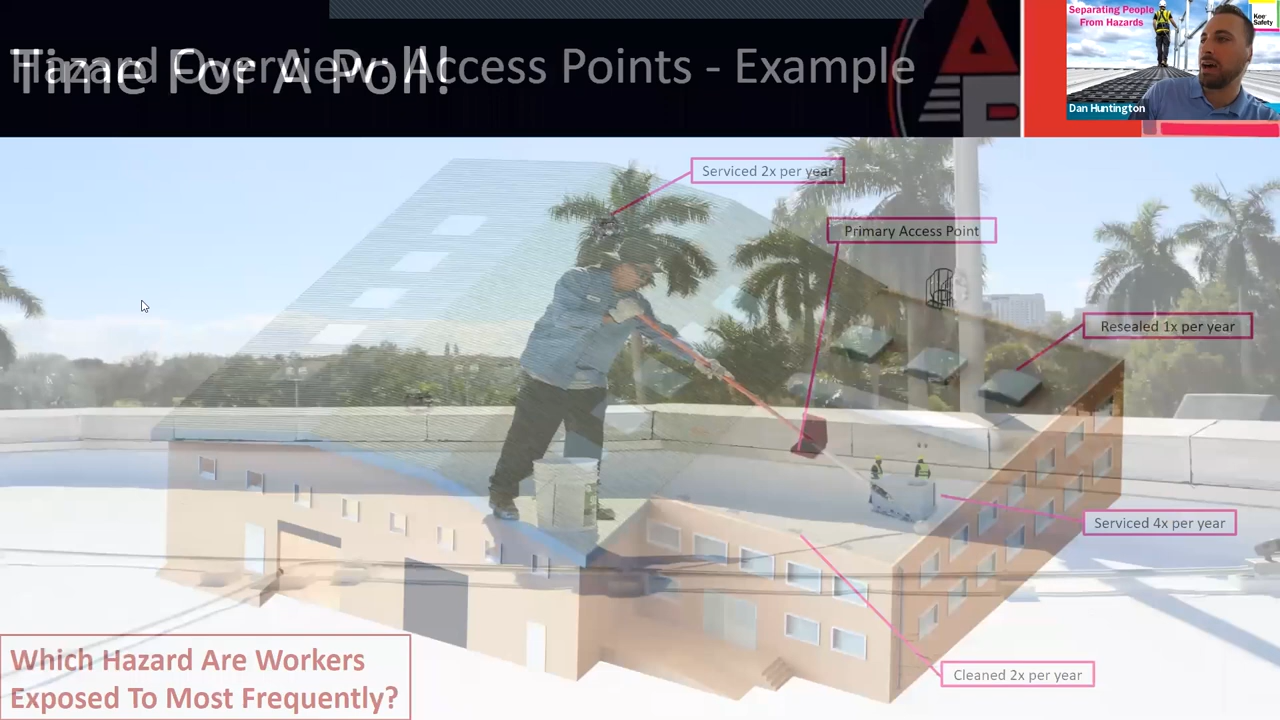 Hazard Overview: Access Points - Example
Time For A Poll!
Separating People
From Hazards
Kee
Safety
Dan Huntington
Serviced 2x per year
Primary Access Point
Resealed 1x per year
Serviced 4x per year
Cleaned 2x per year
Which Hazard Are Workers
Exposed To Most Frequently?